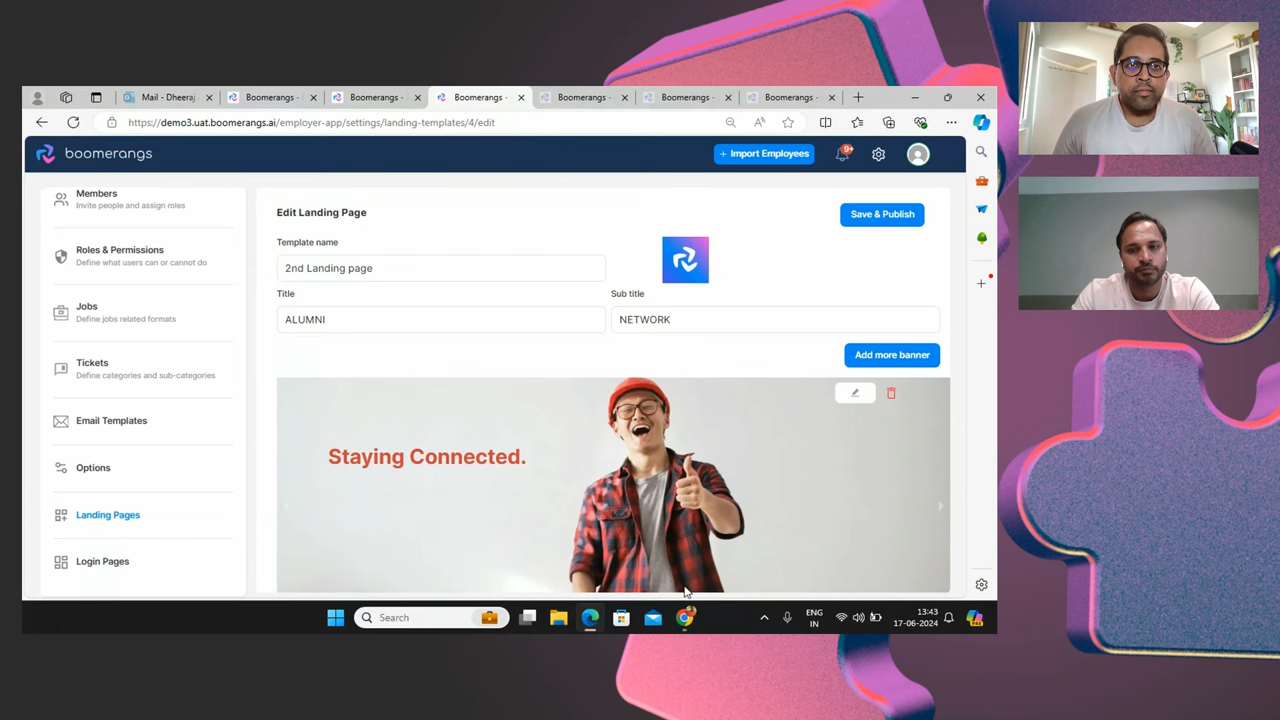 Mail - Dheeraj
Boomerangs -
Boomerangs -
Boomerangs -
Boomerangs -
Boomerangs -
Boomerangs -
https://demo3.uat.boomerangs.ai/employer-app/settings/landing-templates/4/edit
boomerangs
+ Import Employees
9+
Members
Invite people and assign roles
Roles & Permissions
Define what users can or cannot do
Jobs
Define jobs related formats
Tickets
Define categories and sub-categories
Email Templates
Options
Landing Pages
Login Pages
Edit Landing Page
Save & Publish
Template name
2nd Landing page
Title
Sub title
ALUMNI
NETWORK
Add more banner
Staying Connected.
Search
ENG
IN
13:43
17-06-2024